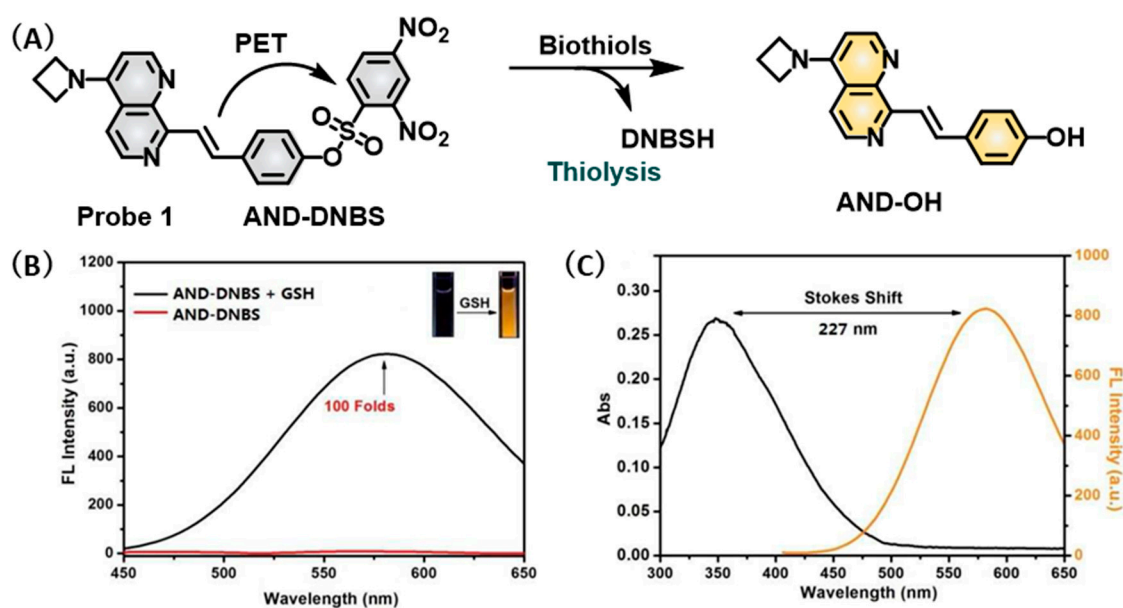 (A)
PET
NO₂
NO₂
N
N
N
S
O
O
O
Probe 1
AND-DNBS
Biothiols
DNBSH
Thiolysis
N
N
N
OH
AND-OH
(B)
1200
1000
800
600
400
200
0
FL Intensity (a.u.)
AND-DNBS + GSH
AND-DNBS
GSH
100 Folds
450
500
550
600
650
Wavelength (nm)
(C)
0.30
0.25
0.20
0.15
0.10
0.05
0.00
Abs
Stokes Shift
227 nm
1000
800
600
400
200
0
FL Intensity (a.u.)
300
350
400
450
500
550
600
650
Wavelength (nm)